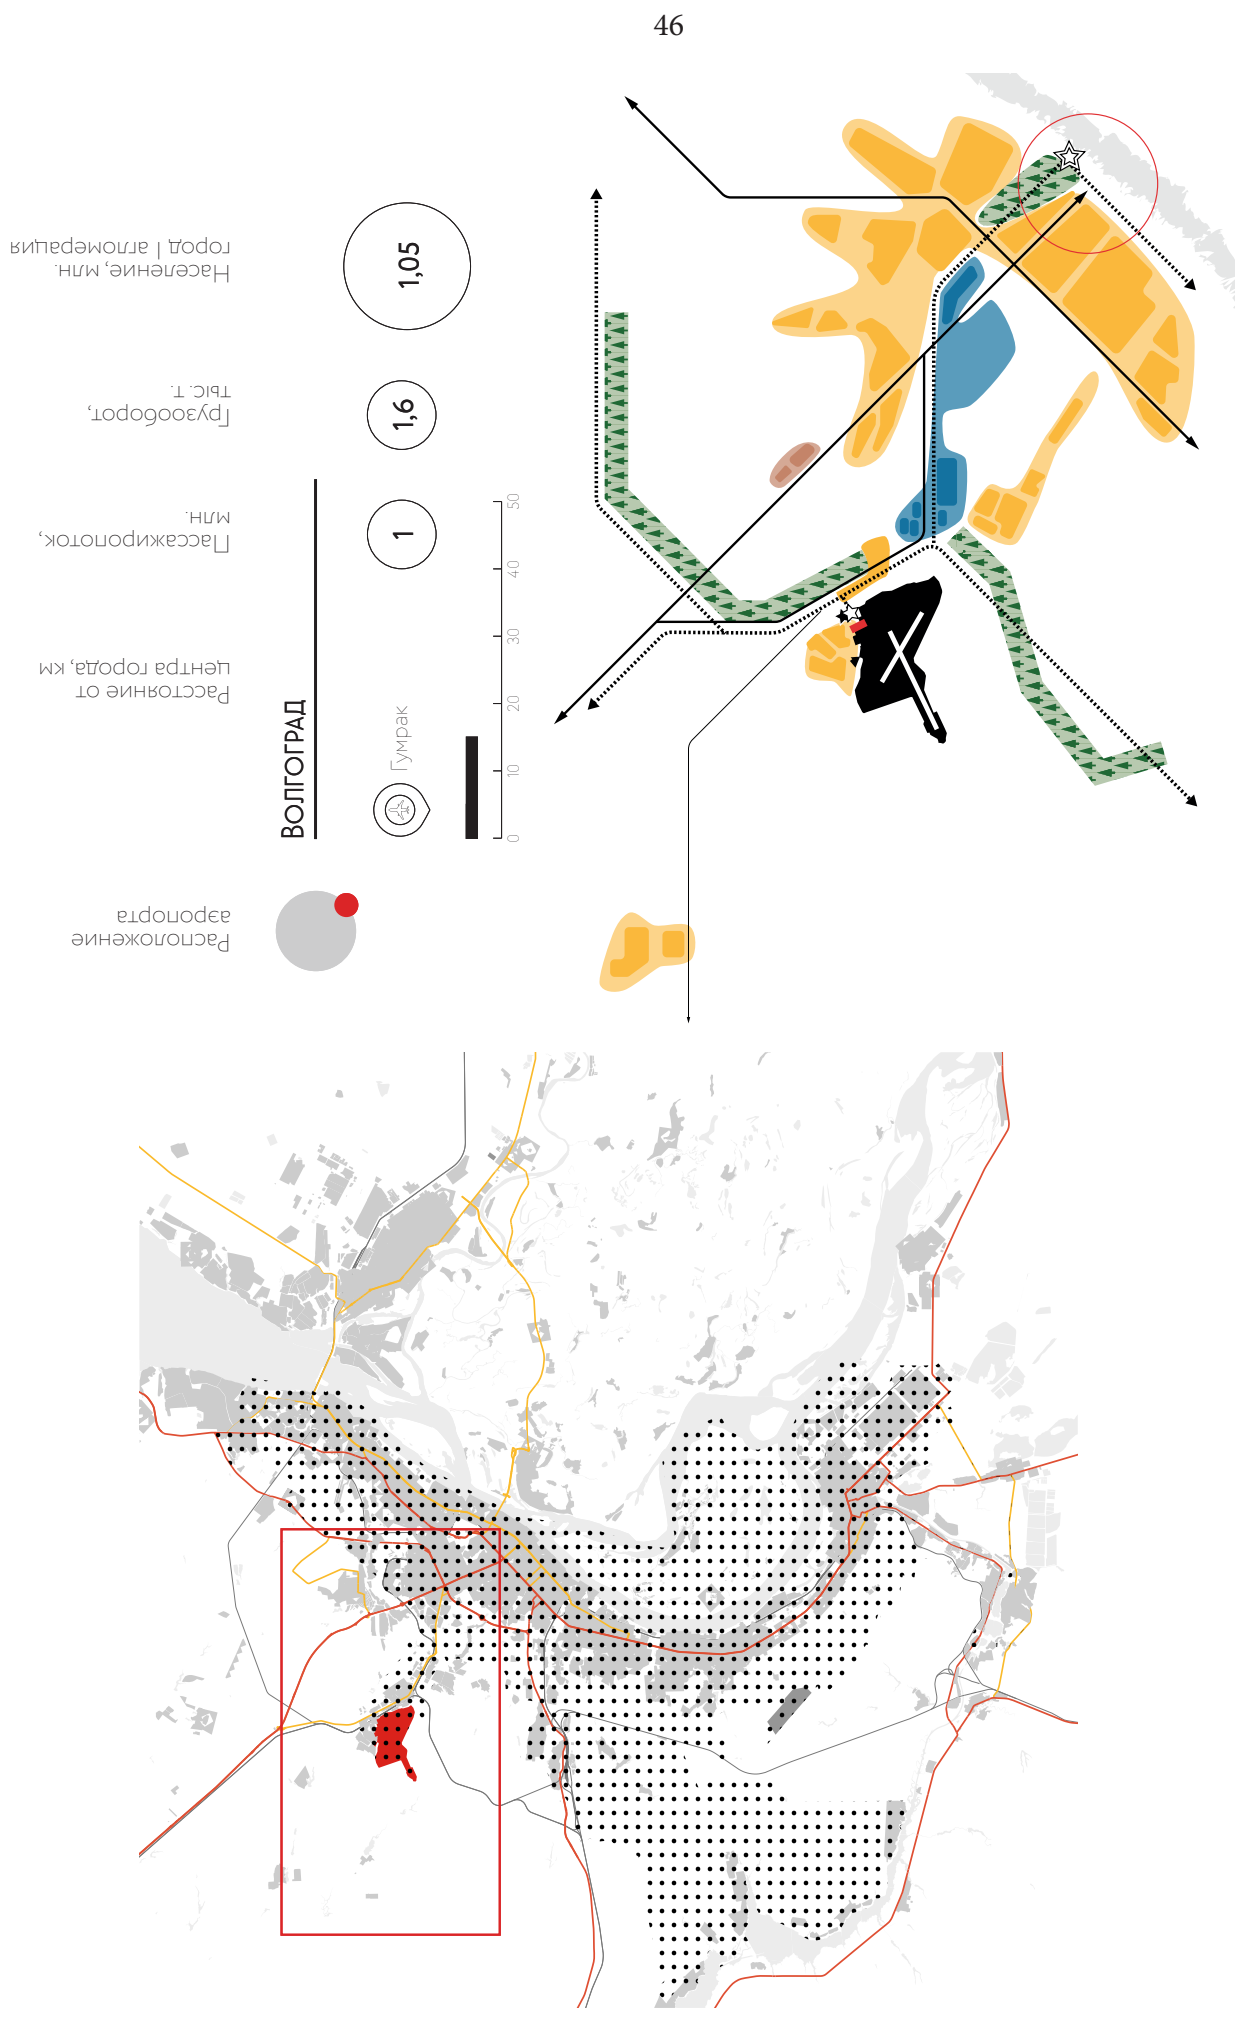 46
Население, млн.
город | агломерация
1,05
Грузооборот,
тыс. т.
1,6
Пассажиропоток,
млн.
1
Расстояние от
центра города, км
ВОЛГОГРАД
Гумрак
0
10
20
30
40
50
Расположение
аэропорта